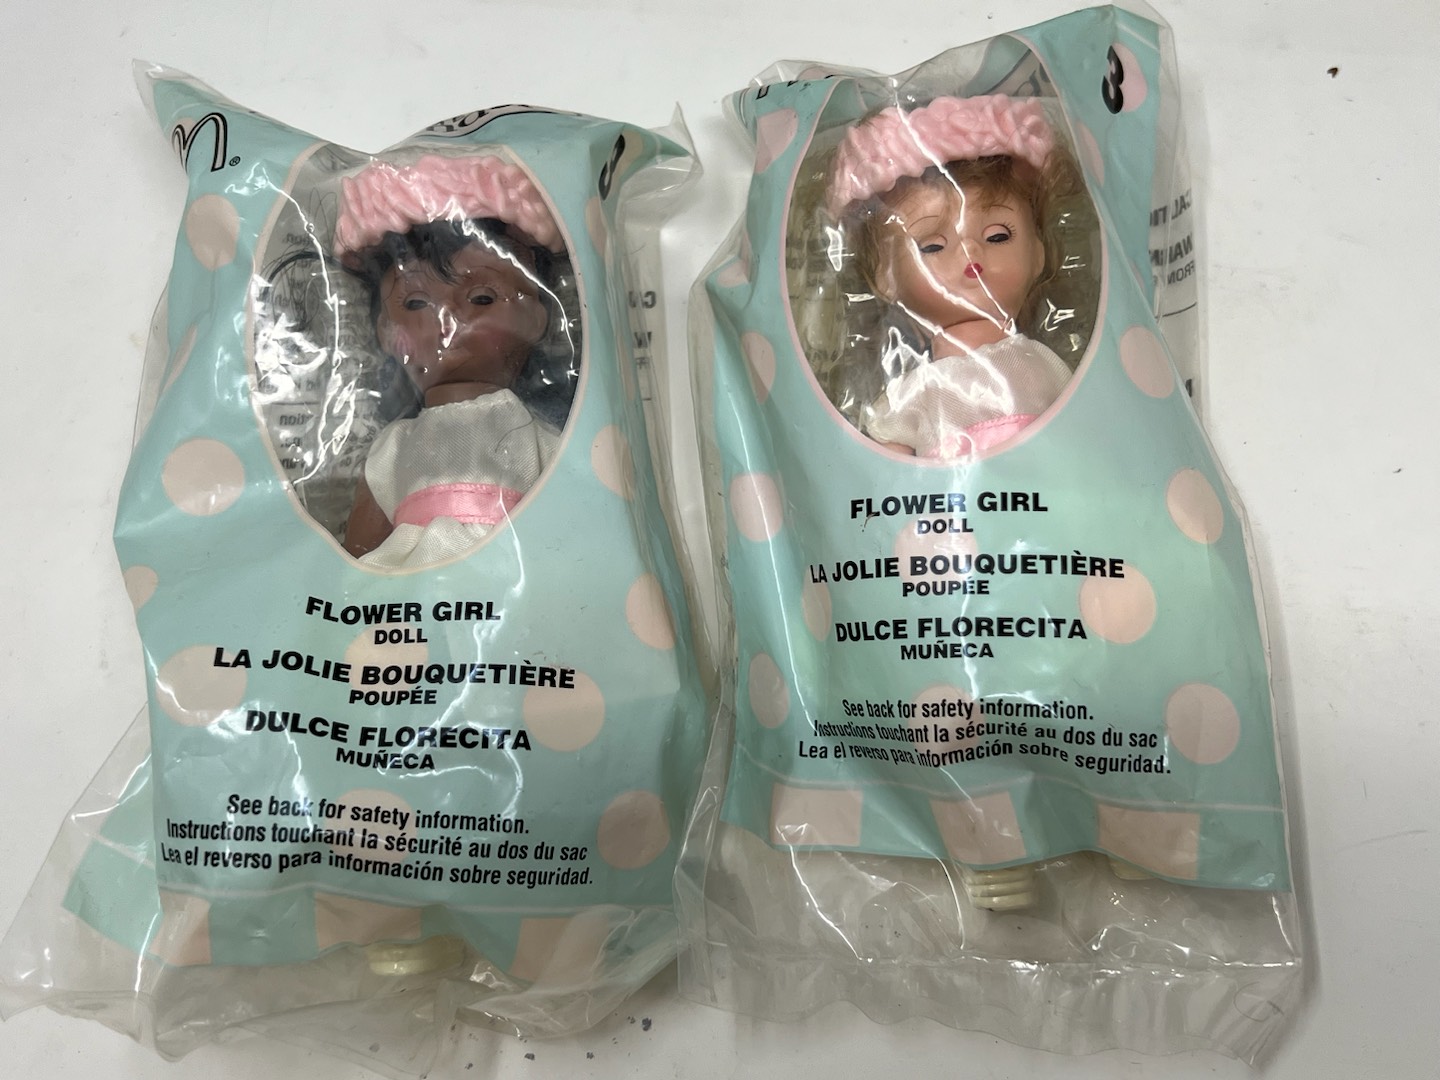 ®
3
FLOWER GIRL
DOLL
LA JOLIE BOUQUETIÈRE
POUPÉE
DULCE FLORECITA
MUÑECA
See back for safety information.
Instructions touchant la sécurité au dos du sac
Lea el reverso para información sobre seguridad.
3
FLOWER GIRL
DOLL
LA JOLIE BOUQUETIÈRE
POUPÉE
DULCE FLORECITA
MUÑECA
See back for safety information.
Instructions touchant la sécurité au dos du sac
Lea el reverso para información sobre seguridad.